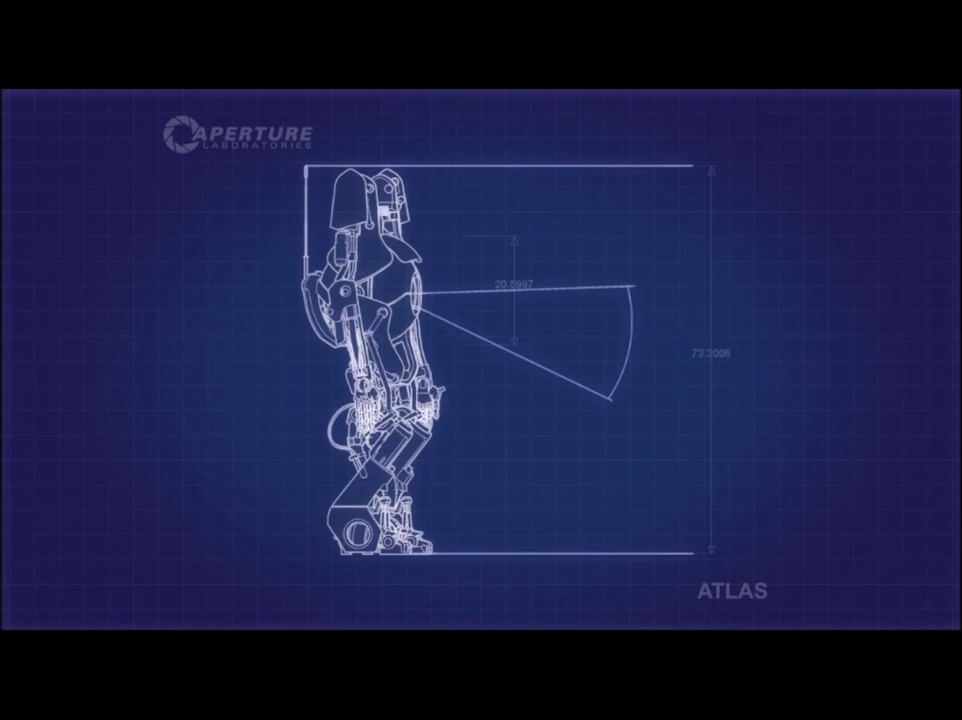 APERTURE
LABORATORIES
20.5997
73.3006
ATLAS